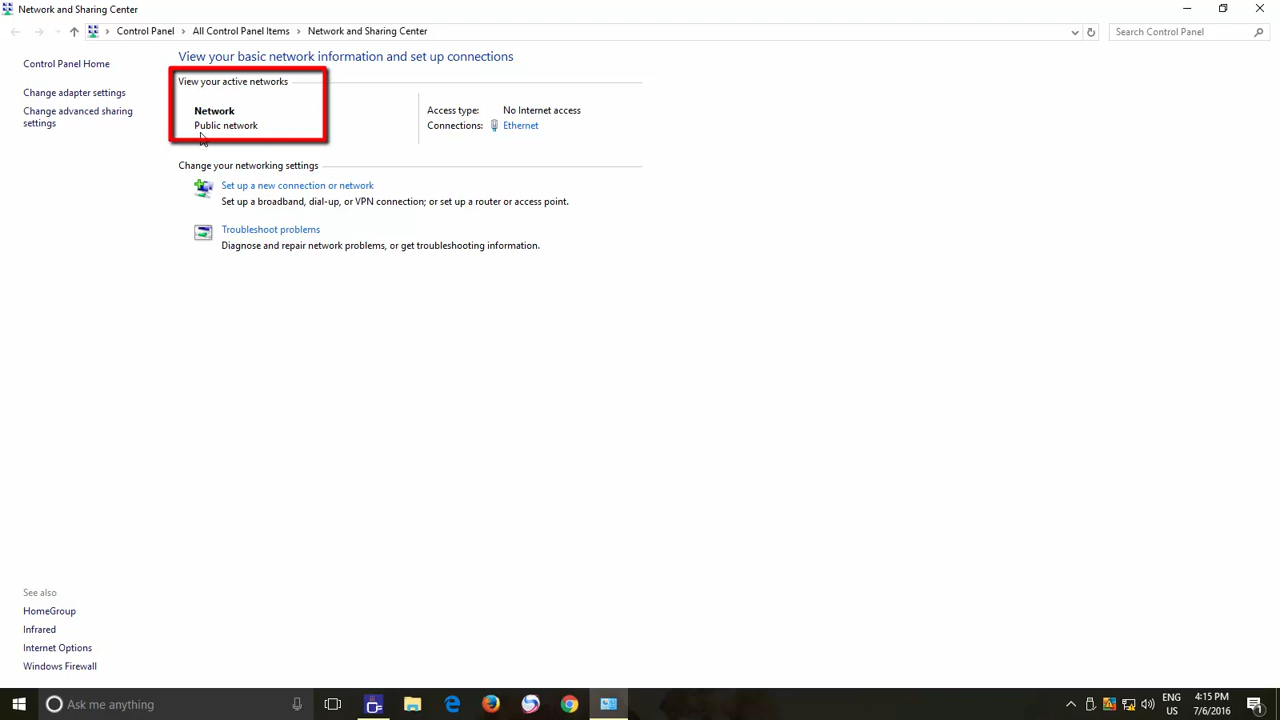 Network and Sharing Center
Control Panel > All Control Panel Items > Network and Sharing Center
Search Control Panel
Control Panel Home
Change adapter settings
Change advanced sharing
settings
View your basic network information and set up connections
View your active networks
Network
Public network
Access type: No Internet access
Connections: Ethernet
Change your networking settings
Set up a new connection or network
Set up a broadband, dial-up, or VPN connection; or set up a router or access point.
Troubleshoot problems
Diagnose and repair network problems, or get troubleshooting information.
See also
HomeGroup
Infrared
Internet Options
Windows Firewall
Ask me anything
ENG
US
4:15 PM
7/6/2016
1